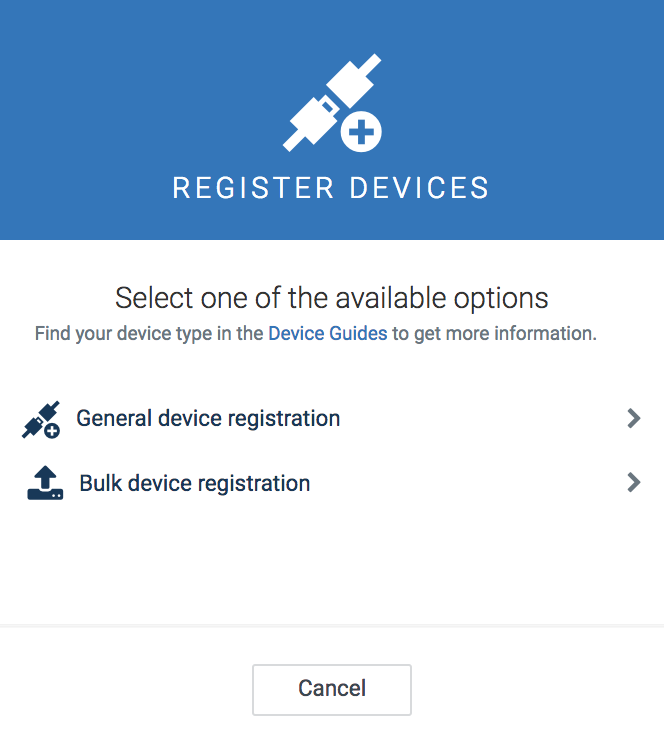 REGISTER DEVICES
Select one of the available options
Find your device type in the Device Guides to get more information.
General device registration
Bulk device registration
Cancel